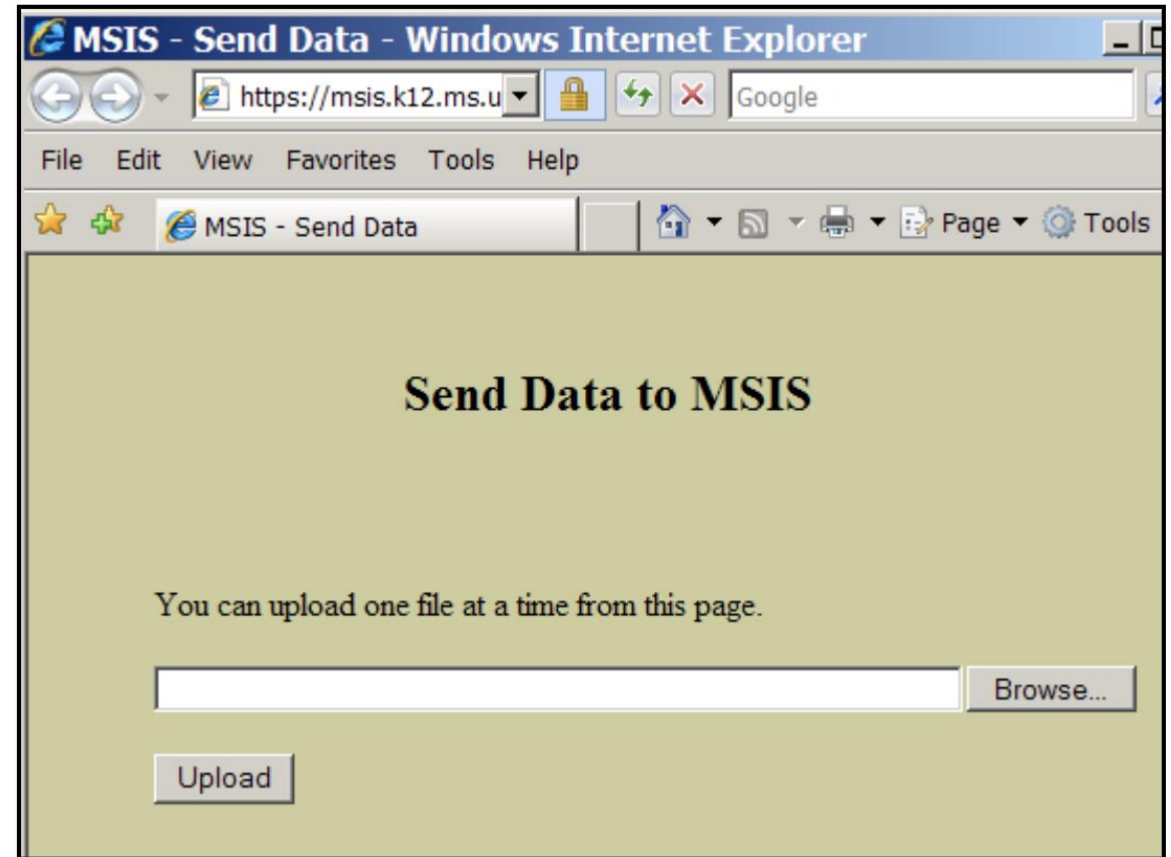 MSIS - Send Data - Windows Internet Explorer
https://msis.k12.ms.u
Google
File Edit View Favorites Tools Help
MSIS - Send Data
Page
Tools
Send Data to MSIS
You can upload one file at a time from this page.
Browse...
Upload